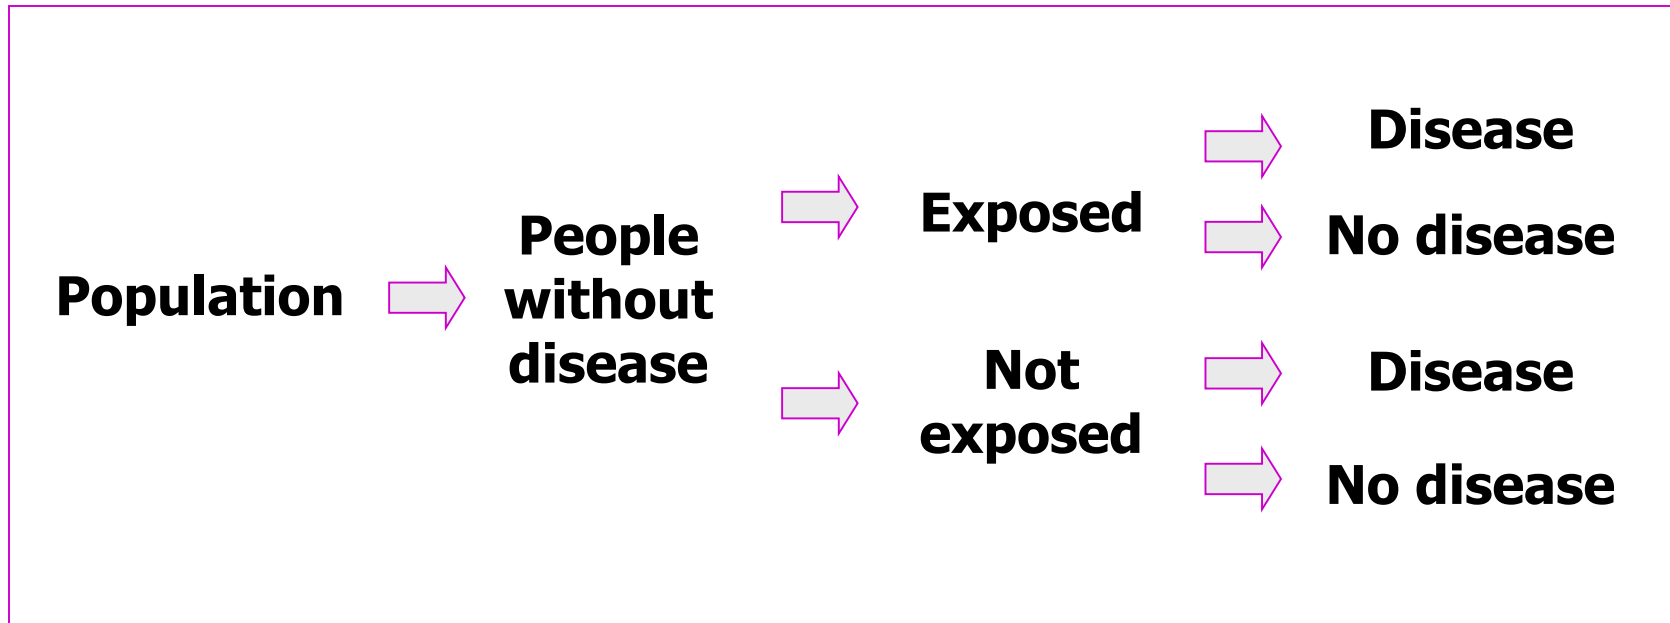 Population
People
without
disease
Exposed
Not
exposed
Disease
No disease
Disease
No disease